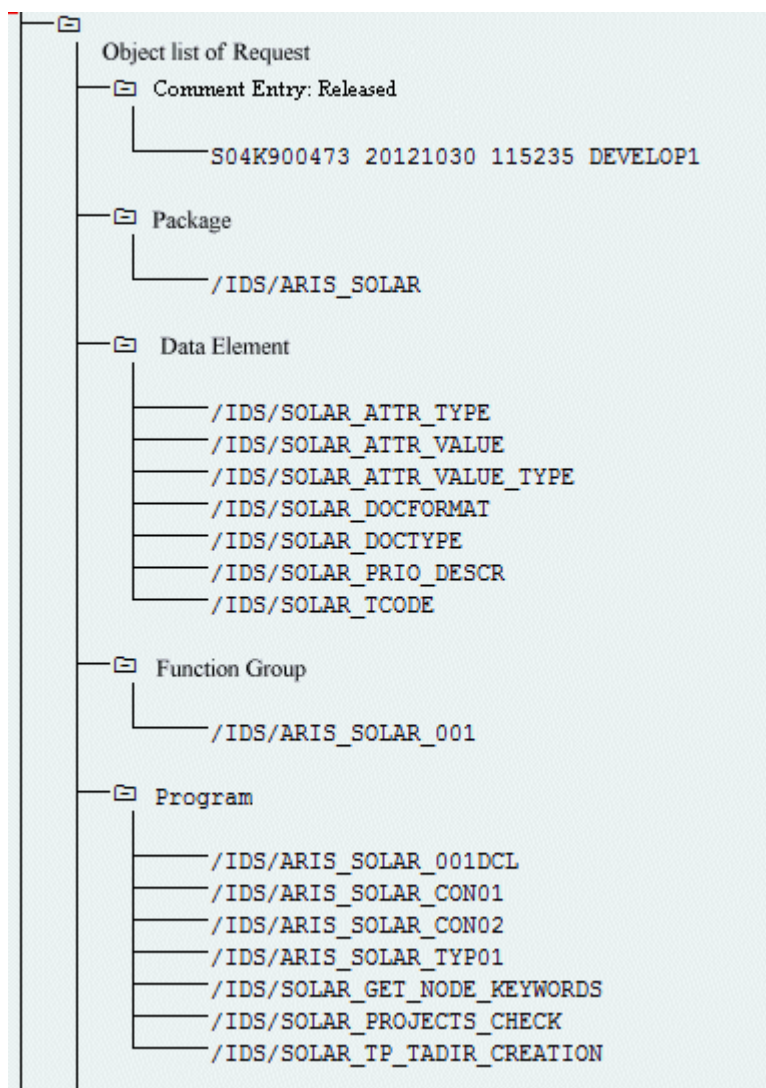 Object list of Request
Comment Entry: Released
S04K900473 20121030 115235 DEVELOP1
Package
/IDS/ARIS_SOLAR
Data Element
/IDS/SOLAR_ATTR_TYPE
/IDS/SOLAR_ATTR_VALUE
/IDS/SOLAR_ATTR_VALUE_TYPE
/IDS/SOLAR_DOCFORMAT
/IDS/SOLAR_DOCTYPE
/IDS/SOLAR_PRIO_DESCR
/IDS/SOLAR_TCODE
Function Group
/IDS/ARIS_SOLAR_001
Program
/IDS/ARIS_SOLAR_001DCL
/IDS/ARIS_SOLAR_CON01
/IDS/ARIS_SOLAR_CON02
/IDS/ARIS_SOLAR_TYP01
/IDS/SOLAR_GET_NODE_KEYWORDS
/IDS/SOLAR_PROJECTS_CHECK
/IDS/SOLAR_TP_TADIR_CREATION